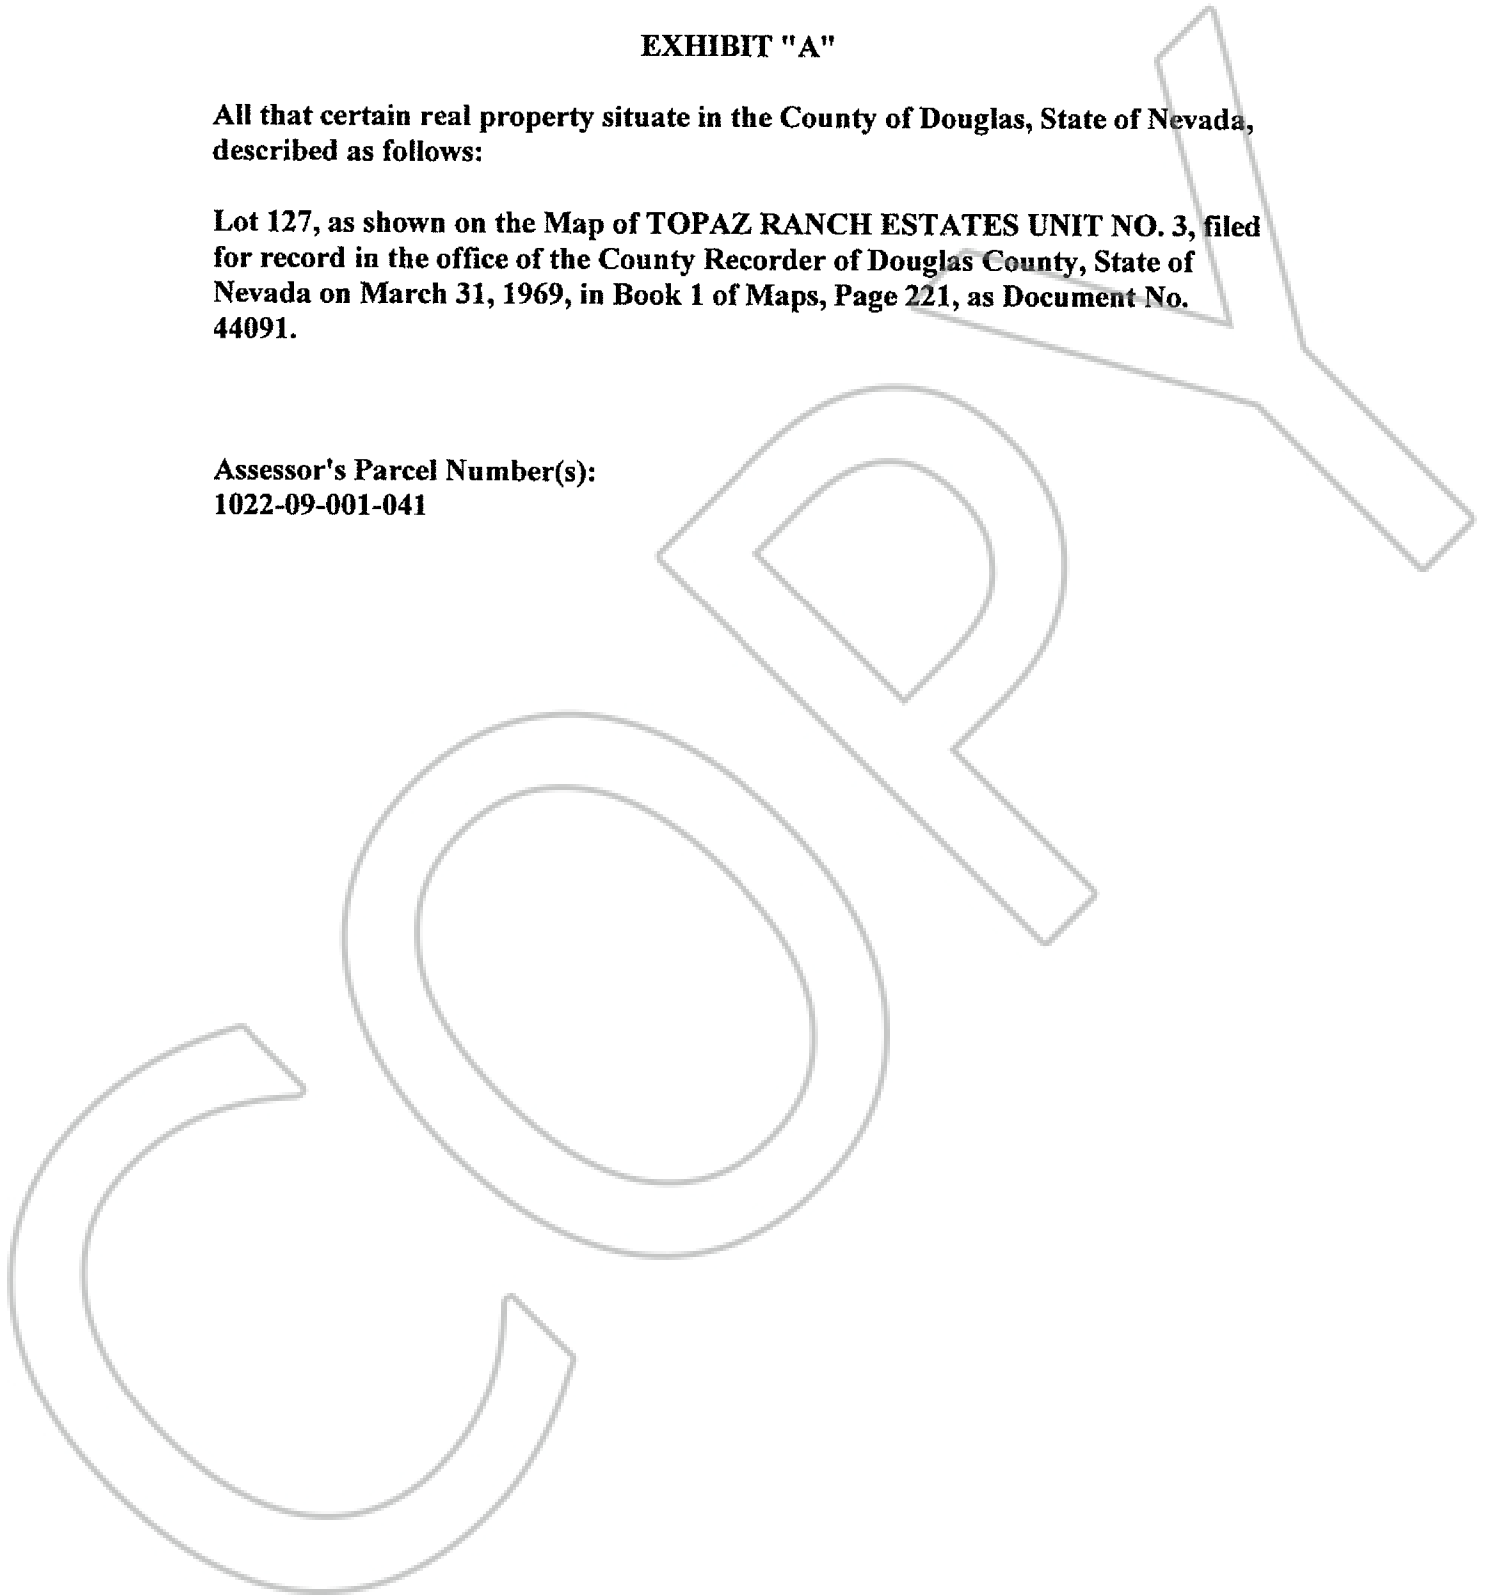 EXHIBIT "A"
All that certain real property situate in the County of Douglas, State of Nevada,
described as follows:
Lot 127, as shown on the Map of TOPAZ RANCH ESTATES UNIT NO. 3, filed
for record in the office of the County Recorder of Douglas County, State of
Nevada on March 31, 1969, in Book 1 of Maps, Page 221, as Document No.
44091.
Assessor's Parcel Number(s):
1022-09-001-041
COPY